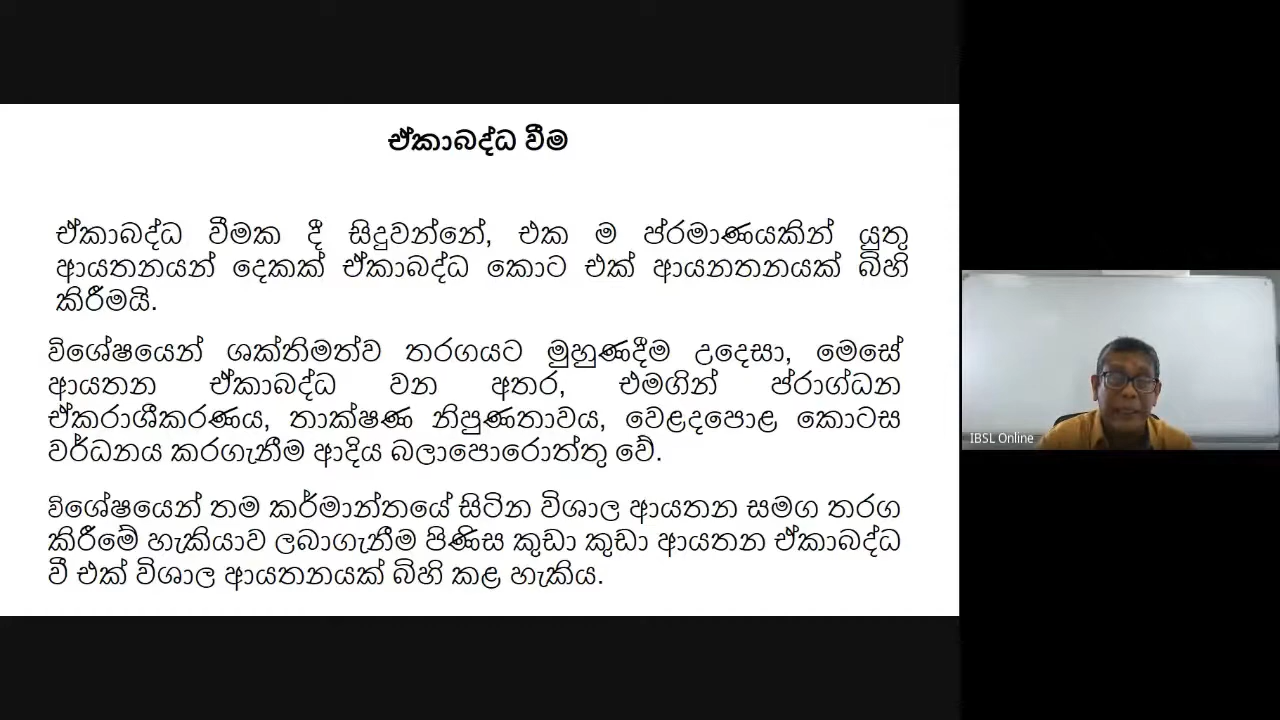 ඒකාබද්ධ වීම
ඒකාබද්ධ වීමක දී සිදුවන්නේ, එක ම ප්රමාණයකින් යුතු
ආයතනයන් දෙකක් ඒකාබද්ධ කොට එක් ආයනතනයක් බිහි
කිරීමයි.
විශේෂයෙන් ශක්තිමත්ව තරගයට මුහුණදීම උදෙසා, මෙසේ
ආයතන ඒකාබද්ධ වන අතර, එමගින් ප්රාග්ධන
ඒකරාශීකරණය, තාක්ෂණ නිපුණතාවය, වෙළඳපොළ කොටස
වර්ධනය කරගැනීම ආදිය බලාපොරොත්තු වේ.
විශේෂයෙන් තම කර්මාන්තයේ සිටින විශාල ආයතන සමග තරග
කිරීමේ හැකියාව ලබාගැනීම පිණිස කුඩා කුඩා ආයතන ඒකාබද්ධ
වී එක් විශාල ආයතනයක් බිහි කළ හැකිය.
IBSL Online